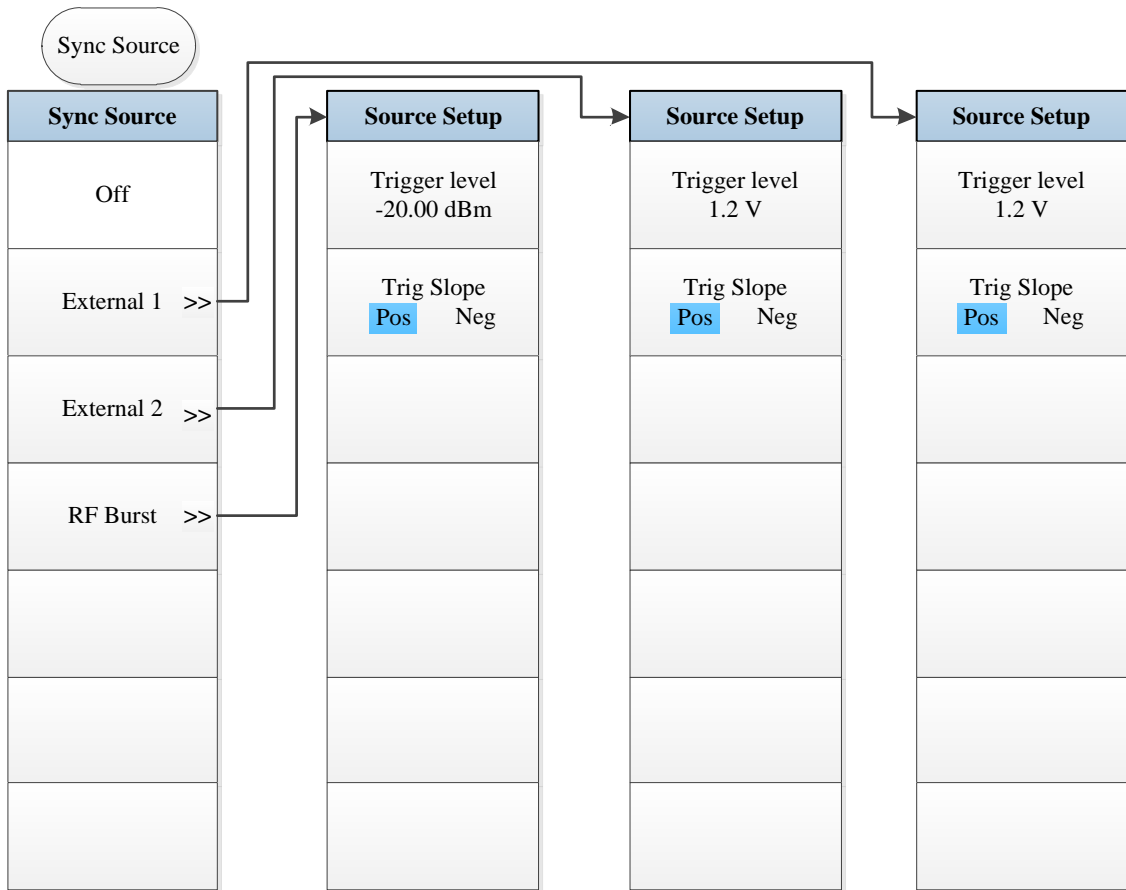 Sync Source
Sync Source
Off
External 1 >>
External 2 >>
RF Burst >>
Source Setup
Trigger level
-20.00 dBm
Trig Slope
Pos Neg
Source Setup
Trigger level
1.2 V
Trig Slope
Pos Neg
Source Setup
Trigger level
1.2 V
Trig Slope
Pos Neg